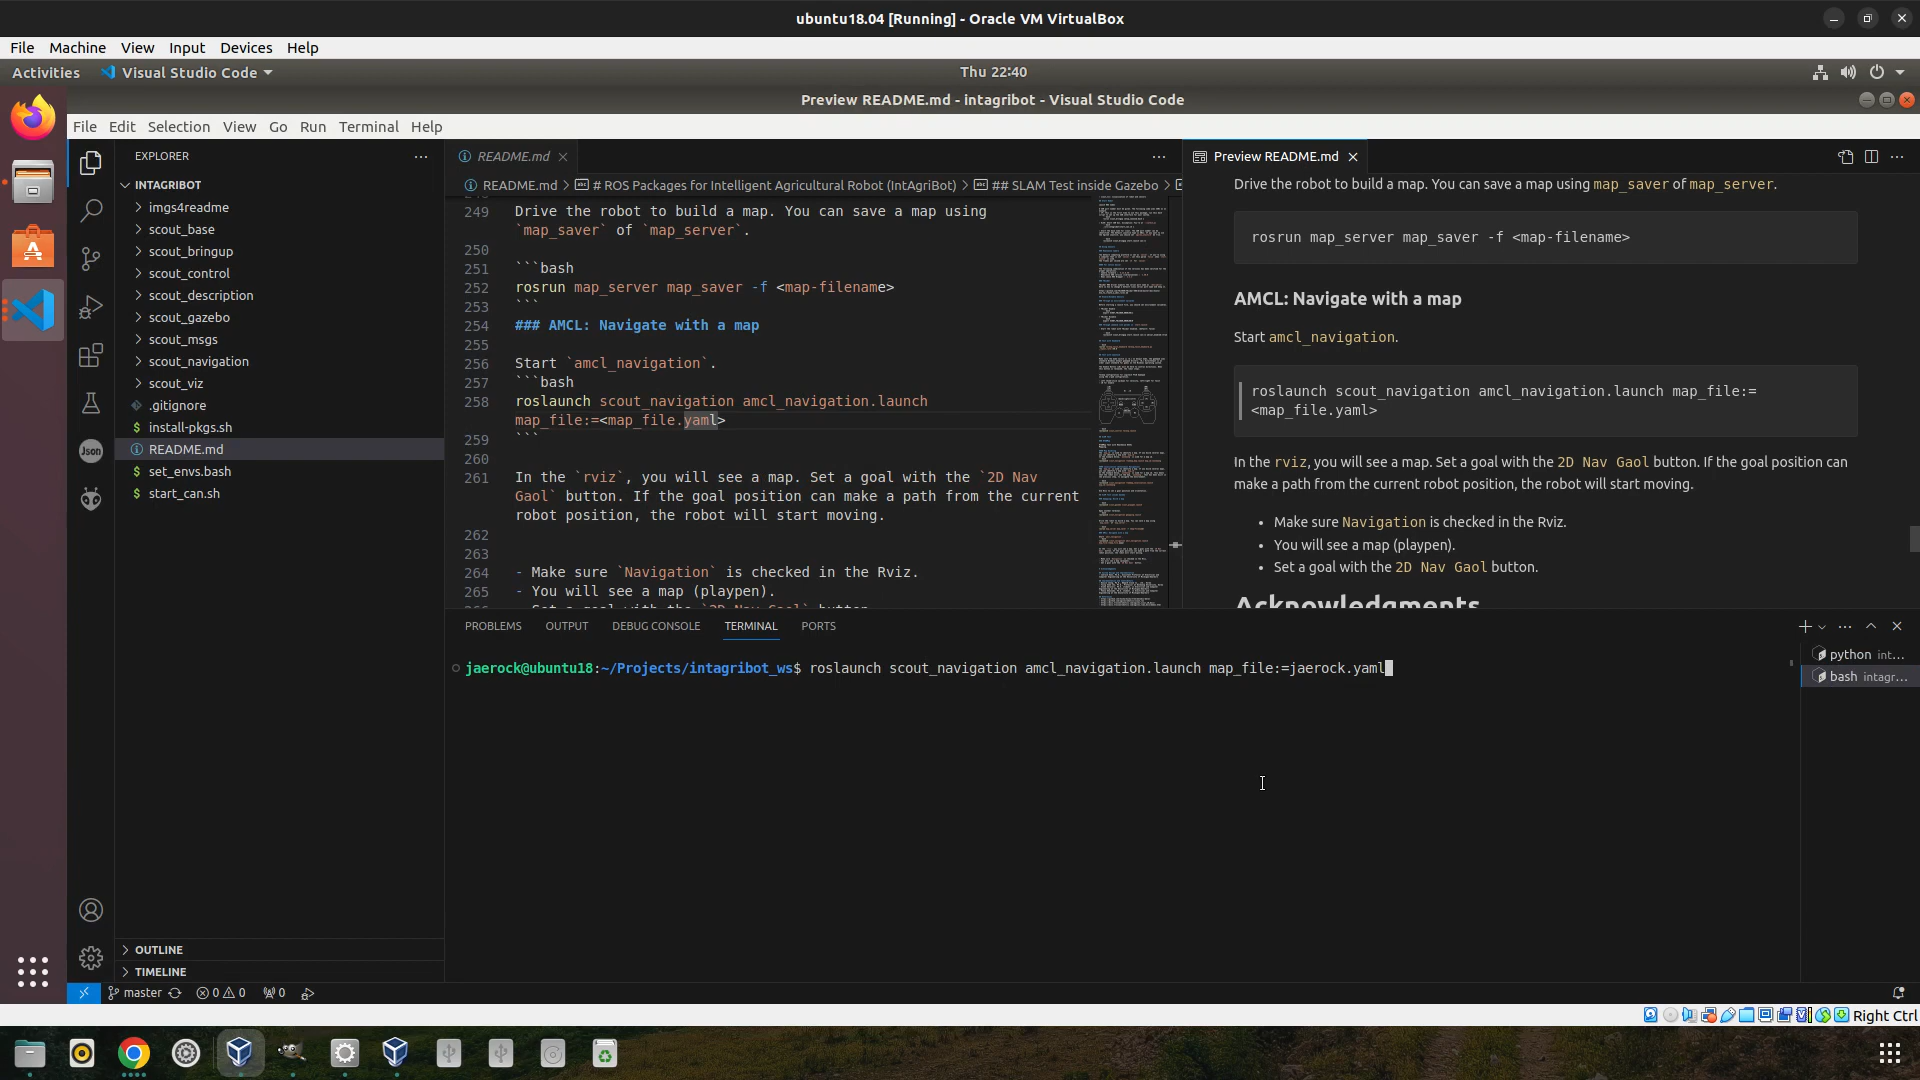 ubuntu18.04 [Running] - Oracle VM VirtualBox
File Machine View Input Devices Help
Activities Visual Studio Code Thu 22:40
Preview README.md - intagribot - Visual Studio Code
File Edit Selection View Go Run Terminal Help
EXPLORER
INTAGRIBOT
imgs4readme
scout_base
scout_bringup
scout_control
scout_description
scout_gazebo
scout_msgs
scout_navigation
scout_viz
.gitignore
$ install-pkgs.sh
README.md
$ set_envs.bash
$ start_can.sh
OUTLINE
TIMELINE
Json
README.md
README.md > # ROS Packages for Intelligent Agricultural Robot (IntAgriBot) > ## SLAM Test inside Gazebo >
249 Drive the robot to build a map. You can save a map using
`map_saver` of `map_server`.
250
251 ```bash
252 rosrun map_server map_saver -f <map-filename>
253 ```
254 ### AMCL: Navigate with a map
255
256 Start `amcl_navigation`.
257 ```bash
258 roslaunch scout_navigation amcl_navigation.launch
map_file:=<map_file.yaml>
259 ```
260
261 In the `rviz`, you will see a map. Set a goal with the `2D Nav
Gaol` button. If the goal position can make a path from the current
robot position, the robot will start moving.
262
263
264 - Make sure `Navigation` is checked in the Rviz.
265 - You will see a map (playpen).
266 - Set a goal with the `2D Nav Gaol` button.
Preview README.md
Drive the robot to build a map. You can save a map using map_saver of map_server.
rosrun map_server map_saver -f <map-filename>
AMCL: Navigate with a map
Start amcl_navigation.
roslaunch scout_navigation amcl_navigation.launch map_file:=
<map_file.yaml>
In the rviz, you will see a map. Set a goal with the 2D Nav Gaol button. If the goal position can
make a path from the current robot position, the robot will start moving.
• Make sure Navigation is checked in the Rviz.
• You will see a map (playpen).
• Set a goal with the 2D Nav Gaol button.
Acknowledgments
PROBLEMS OUTPUT DEBUG CONSOLE TERMINAL PORTS
jaerock@ubuntu18:~/Projects/intagribot_ws$ roslaunch scout_navigation amcl_navigation.launch map_file:=jaerock.yaml
python int...
bash intagr...
master 0 0 0
Right Ctrl